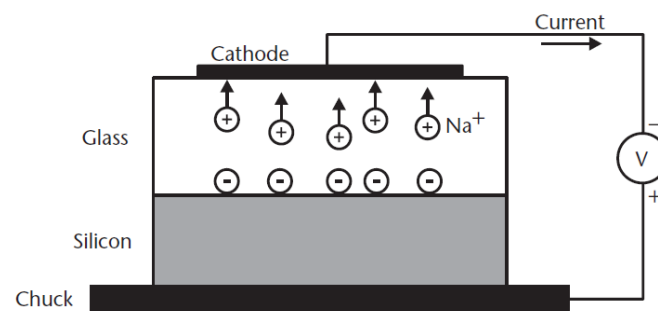 Current
Cathode
Glass
+ + + + + Na+
−
V
+
- - - - -
Silicon
Chuck